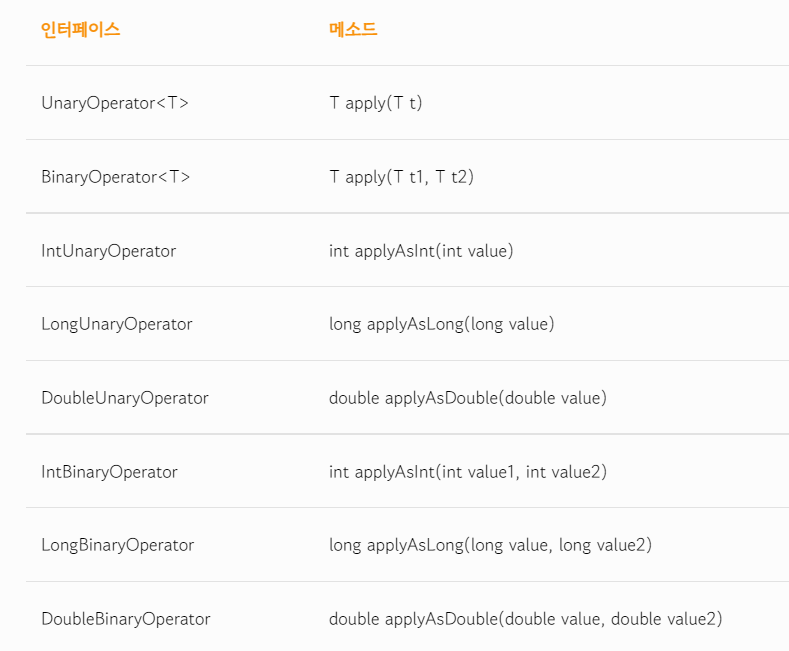 인터페이스 메소드
UnaryOperator<T> T apply(T t)
BinaryOperator<T> T apply(T t1, T t2)
IntUnaryOperator int applyAsInt(int value)
LongUnaryOperator long applyAsLong(long value)
DoubleUnaryOperator double applyAsDouble(double value)
IntBinaryOperator int applyAsInt(int value1, int value2)
LongBinaryOperator long applyAsLong(long value, long value2)
DoubleBinaryOperator double applyAsDouble(double value, double value2)